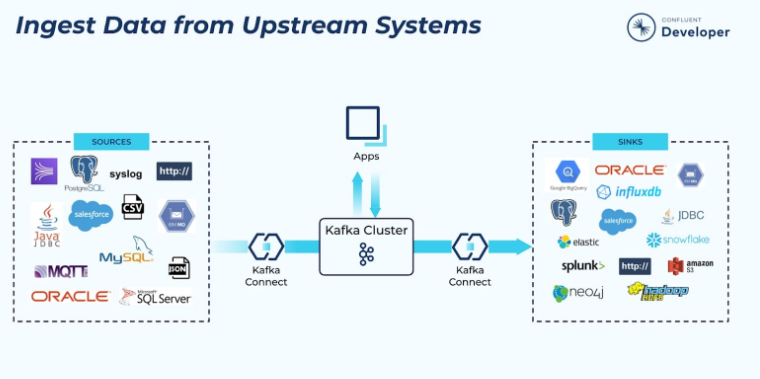 Ingest Data from Upstream Systems
CONFLUENT
Developer
SOURCES
PostgreSQL
syslog
http://
Java
JDBC
salesforce
CSV
MySQL
MQTT
JSON
ORACLE
Microsoft
SQL Server
Kafka
Connect
Apps
Kafka Cluster
Kafka
Connect
SINKS
Google BigQuery
ORACLE
influxdb
salesforce
JDBC
elastic
snowflake
splunk>
http://
amazon
S3
neo4j
hadoop
HDFS